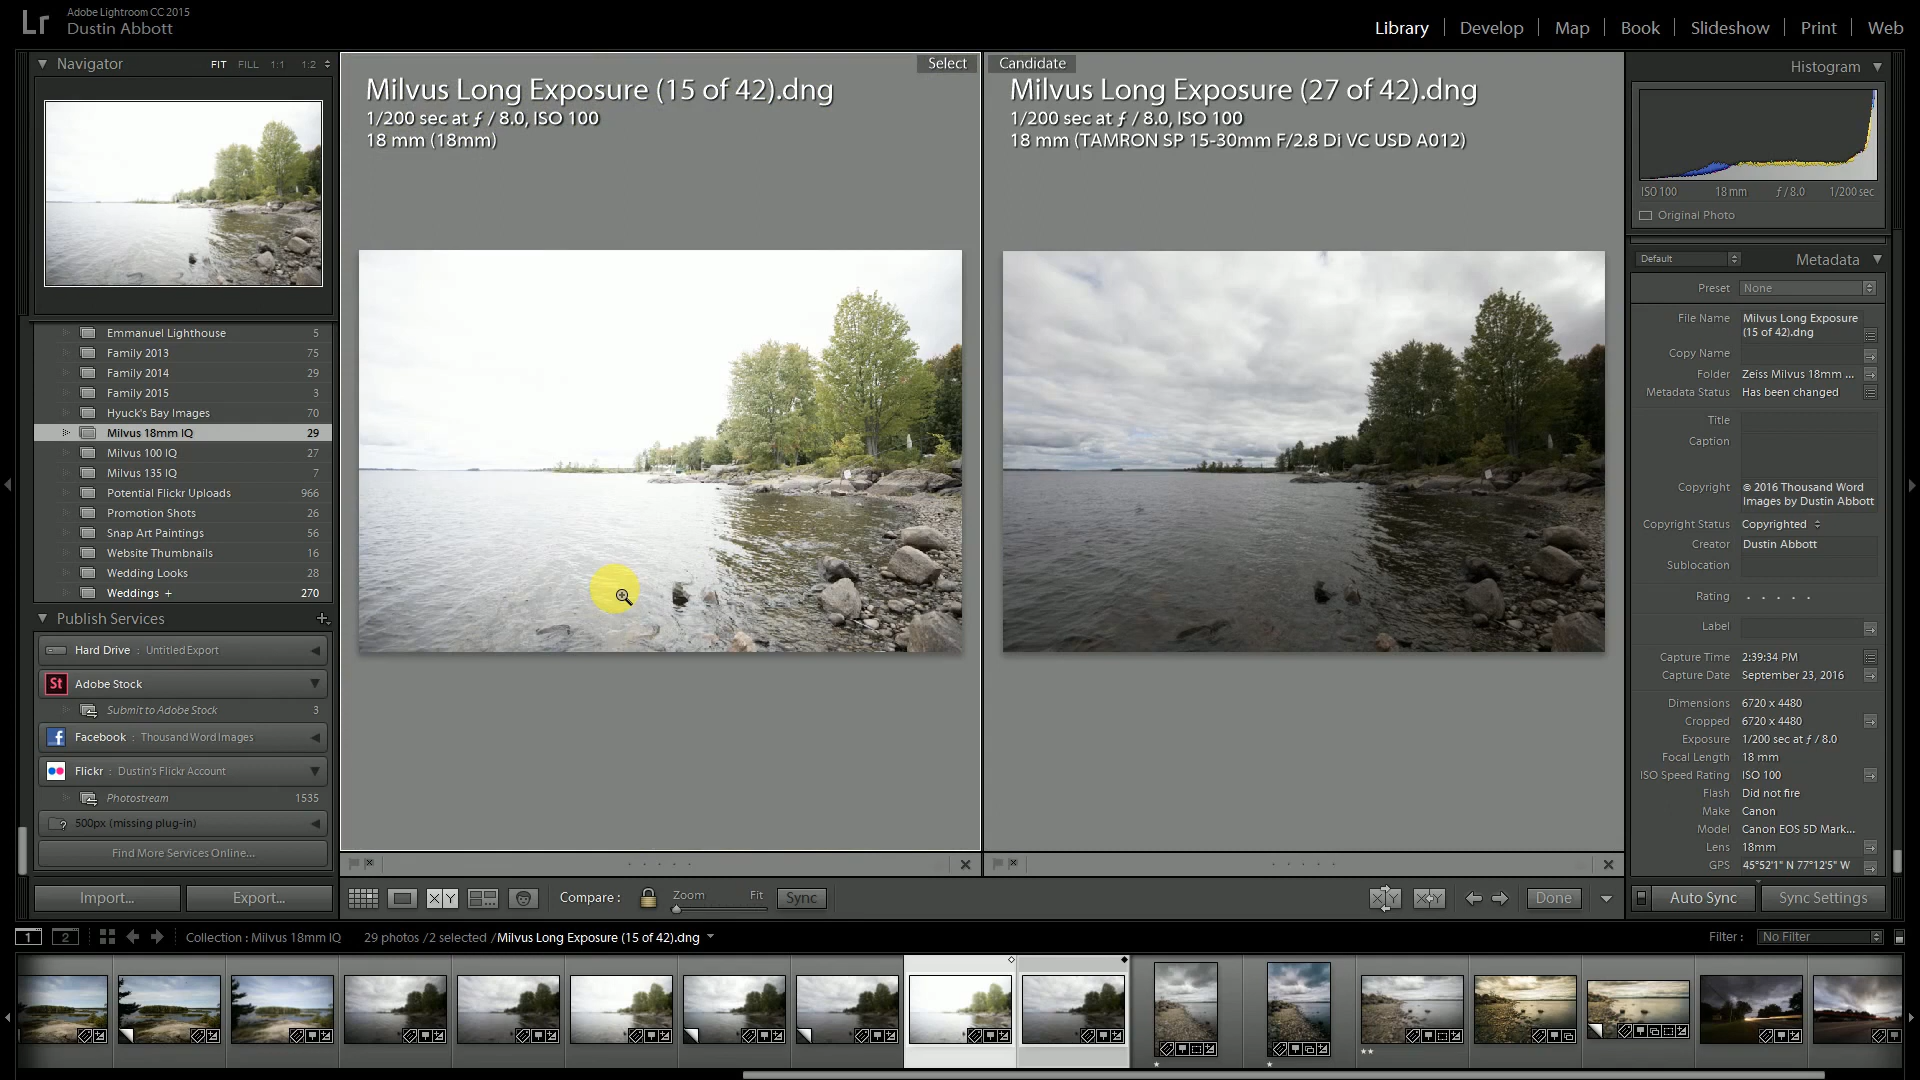 Lr
Adobe Lightroom CC 2015
Dustin Abbott
Library
Develop
Map
Book
Slideshow
Print
Web
Navigator
FIT
FILL
1:1
1:2
Emmanuel Lighthouse 5
Family 2013 75
Family 2014 29
Family 2015 3
Hyuck's Bay Images 70
Milvus 18mm IQ 29
Milvus 100 IQ 27
Milvus 135 IQ 7
Potential Flickr Uploads 966
Promotion Shots 26
Snap Art Paintings 56
Website Thumbnails 16
Wedding Looks 28
Weddings + 270
Publish Services
Hard Drive : Untitled Export
St Adobe Stock
Submit to Adobe Stock 3
f Facebook : Thousand Word Images
Flickr : Dustin's Flickr Account
Photostream 1535
500px (missing plug-in)
Find More Services Online...
Import...
Export...
Select
Milvus Long Exposure (15 of 42).dng
1/200 sec at ƒ / 8.0, ISO 100
18 mm (18mm)
Candidate
Milvus Long Exposure (27 of 42).dng
1/200 sec at ƒ / 8.0, ISO 100
18 mm (TAMRON SP 15-30mm F/2.8 Di VC USD A012)
Compare :
Zoom
Fit
Sync
Done
Histogram
ISO 100
18 mm
ƒ / 8.0
1/200 sec
Original Photo
Default
Metadata
Preset None
File Name Milvus Long Exposure
(15 of 42).dng
Copy Name
Folder Zeiss Milvus 18mm ...
Metadata Status Has been changed
Title
Caption
Copyright © 2016 Thousand Word
Images by Dustin Abbott
Copyright Status Copyrighted
Creator Dustin Abbott
Sublocation
Rating
Label
Capture Time 2:39:34 PM
Capture Date September 23, 2016
Dimensions 6720 x 4480
Cropped 6720 x 4480
Exposure 1/200 sec at ƒ / 8.0
Focal Length 18 mm
ISO Speed Rating ISO 100
Flash Did not fire
Make Canon
Model Canon EOS 5D Mark...
Lens 18mm
GPS 45°52'1" N 77°12'5" W
Auto Sync
Sync Settings
1
2
Collection : Milvus 18mm IQ
29 photos /2 selected /Milvus Long Exposure (15 of 42).dng
Filter :
No Filter